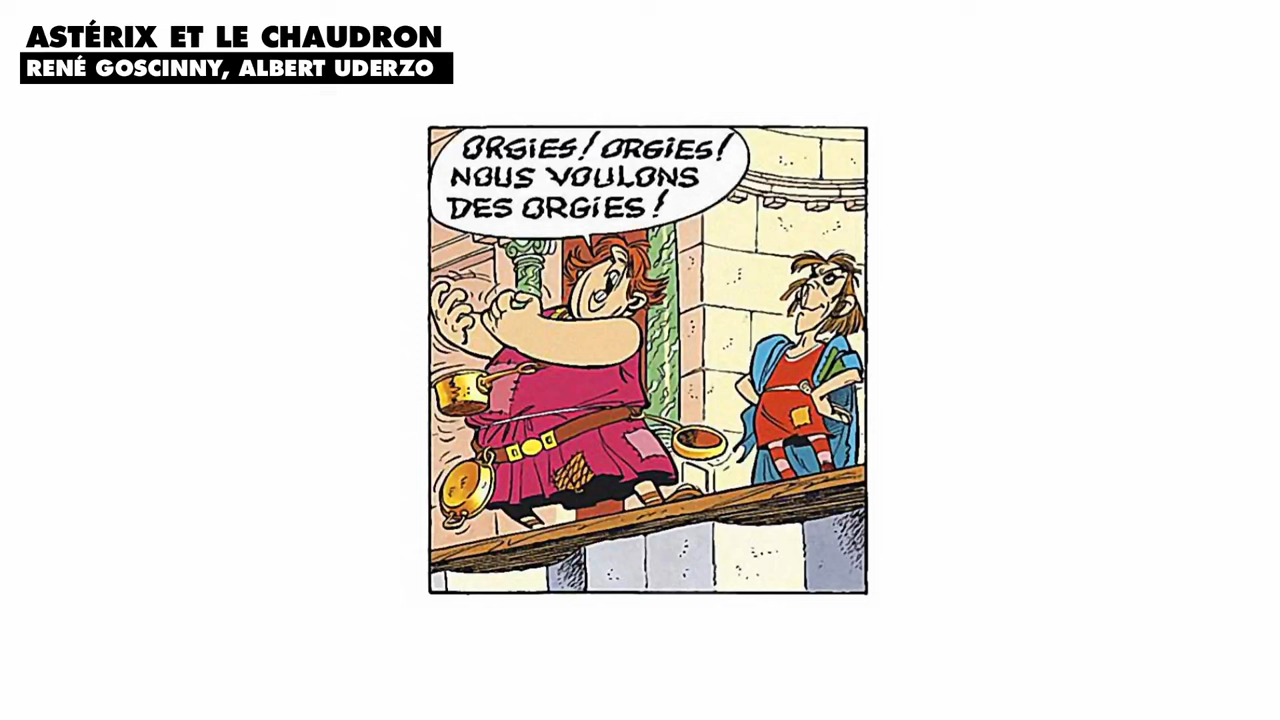 ASTÉRIX ET LE CHAUDRON
RENÉ GOSCINNY, ALBERT UDERZO
ORGiES! ORGiES!
NOUS VOULONS
DES ORGiES!